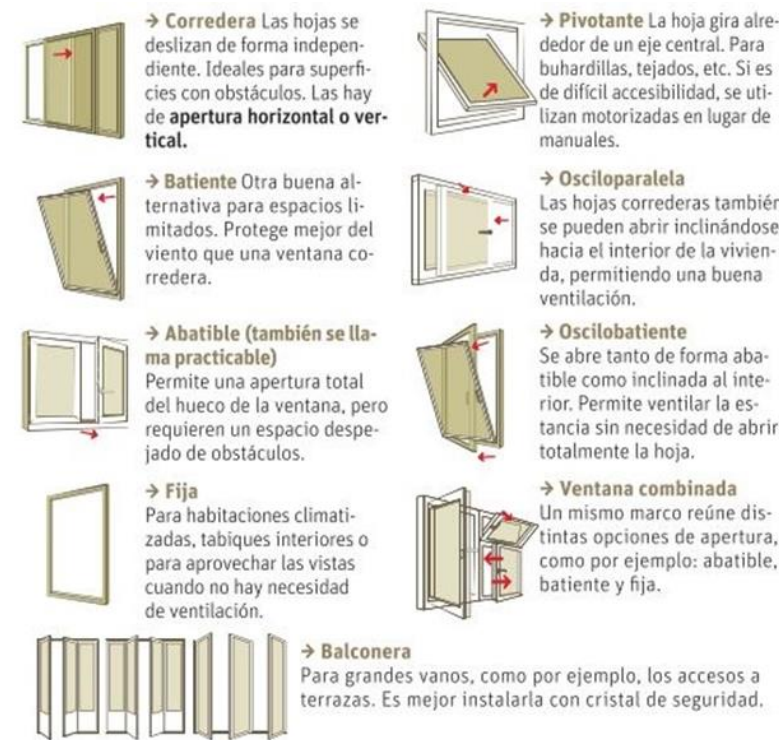 → Corredera Las hojas se
deslizan de forma indepen-
diente. Ideales para superfi-
cies con obstáculos. Las hay
de apertura horizontal o ver-
tical.
→ Batiente Otra buena al-
ternativa para espacios li-
mitados. Protege mejor del
viento que una ventana co-
rredera.
→ Abatible (también se lla-
ma practicable)
Permite una apertura total
del hueco de la ventana, pero
requieren un espacio despe-
jado de obstáculos.
→ Fija
Para habitaciones climati-
zadas, tabiques interiores o
para aprovechar las vistas
cuando no hay necesidad
de ventilación.
→ Pivotante La hoja gira alre-
dedor de un eje central. Para
buhardillas, tejados, etc. Si es
de difícil accesibilidad, se uti-
lizan motorizadas en lugar de
manuales.
→ Osciloparalela
Las hojas correderas también
se pueden abrir inclinándose
hacia el interior de la vivien-
da, permitiendo una buena
ventilación.
→ Oscilobatiente
Se abre tanto de forma aba-
tible como inclinada al inte-
rior. Permite ventilar la es-
tancia sin necesidad de abrir
totalmente la hoja.
→ Ventana combinada
Un mismo marco reúne dis-
tintas opciones de apertura,
como por ejemplo: abatible,
batiente y fija.
→ Balconera
Para grandes vanos, como por ejemplo, los accesos a
terrazas. Es mejor instalarla con cristal de seguridad.